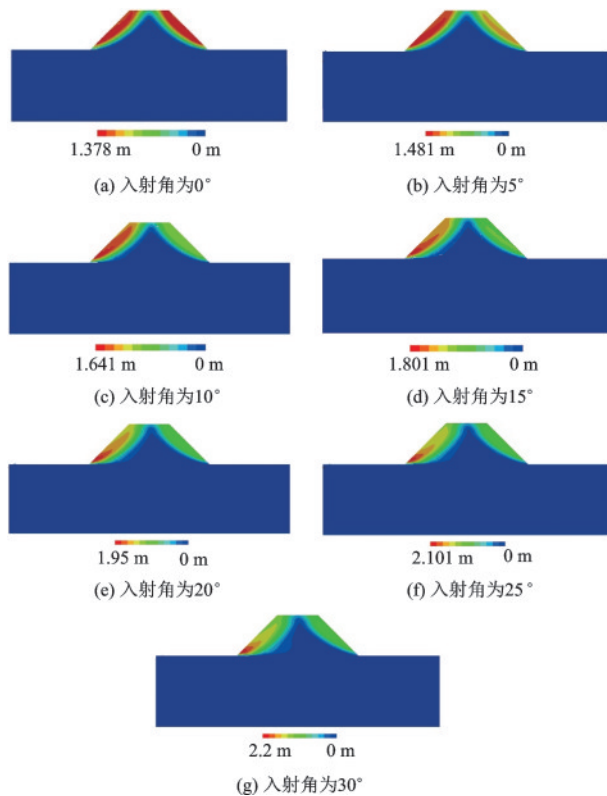 1.378 m 0 m
1.481 m 0 m
(a) 入射角为0°
(b) 入射角为5°
1.641 m 0 m
1.801 m 0 m
(c) 入射角为10°
(d) 入射角为15°
1.95 m 0 m
2.101 m 0 m
(e) 入射角为20°
(f) 入射角为25°
2.2 m 0 m
(g) 入射角为30°